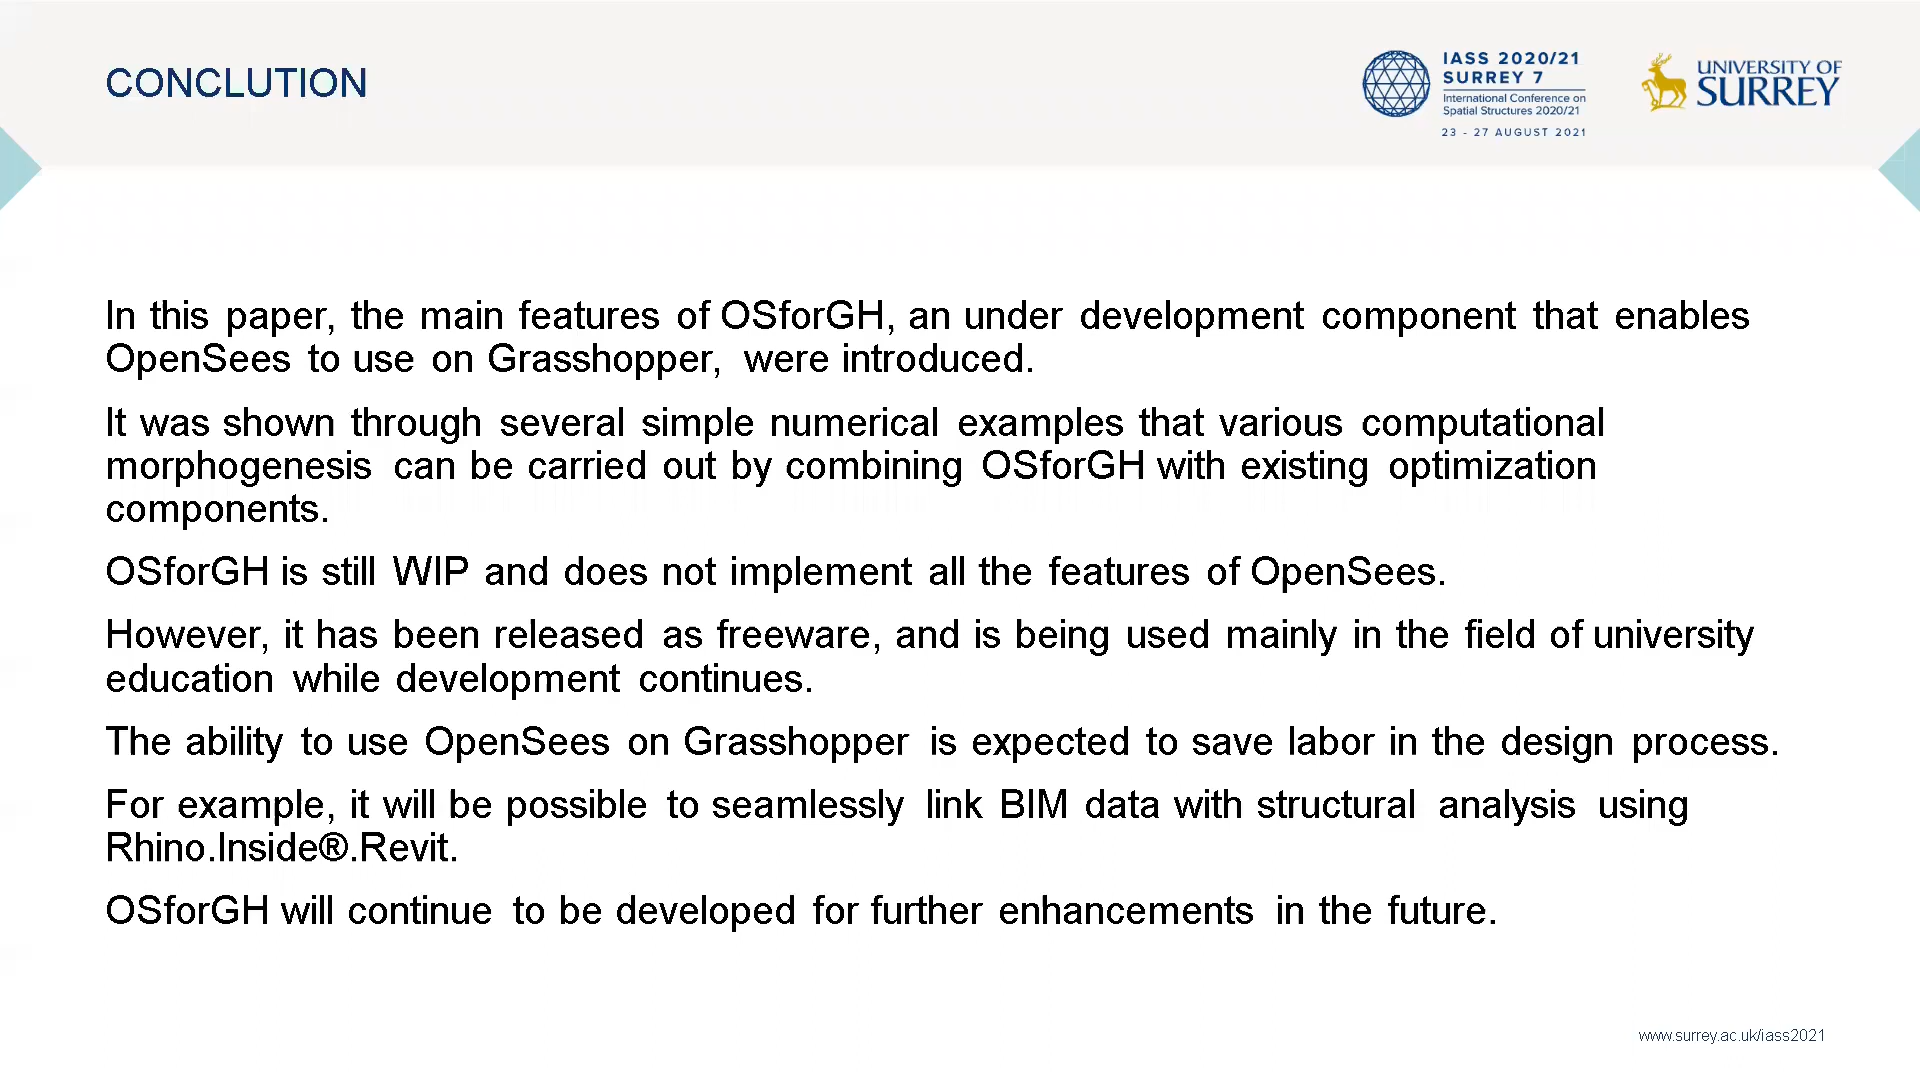 CONCLUTION
IASS 2020/21
SURREY 7
International Conference on
Spatial Structures 2020/21
23 - 27 AUGUST 2021
UNIVERSITY OF
SURREY
In this paper, the main features of OSforGH, an under development component that enables
OpenSees to use on Grasshopper, were introduced.
It was shown through several simple numerical examples that various computational
morphogenesis can be carried out by combining OSforGH with existing optimization
components.
OSforGH is still WIP and does not implement all the features of OpenSees.
However, it has been released as freeware, and is being used mainly in the field of university
education while development continues.
The ability to use OpenSees on Grasshopper is expected to save labor in the design process.
For example, it will be possible to seamlessly link BIM data with structural analysis using
Rhino.Inside®.Revit.
OSforGH will continue to be developed for further enhancements in the future.
www.surrey.ac.uk/iass2021